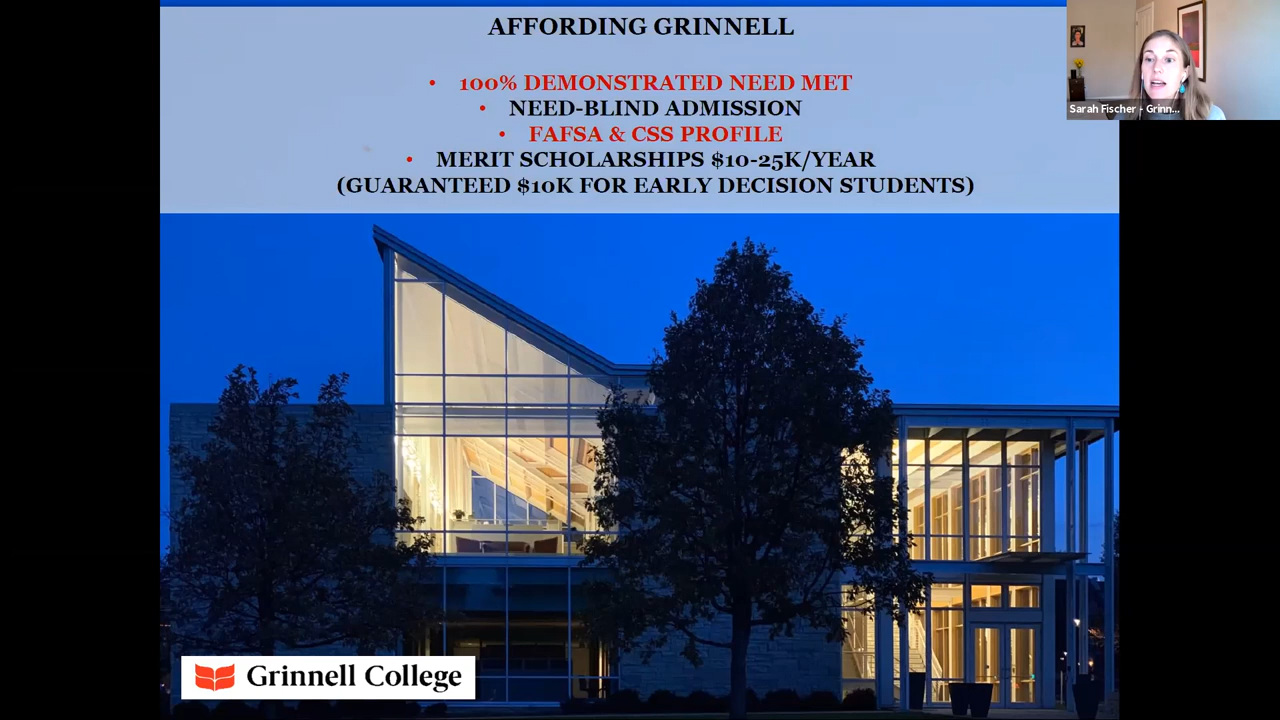 AFFORDING GRINNELL
• 100% DEMONSTRATED NEED MET
• NEED-BLIND ADMISSION
• FAFSA & CSS PROFILE
• MERIT SCHOLARSHIPS $10-25K/YEAR
(GUARANTEED $10K FOR EARLY DECISION STUDENTS)
Sarah Fischer - Grinn...
Grinnell College